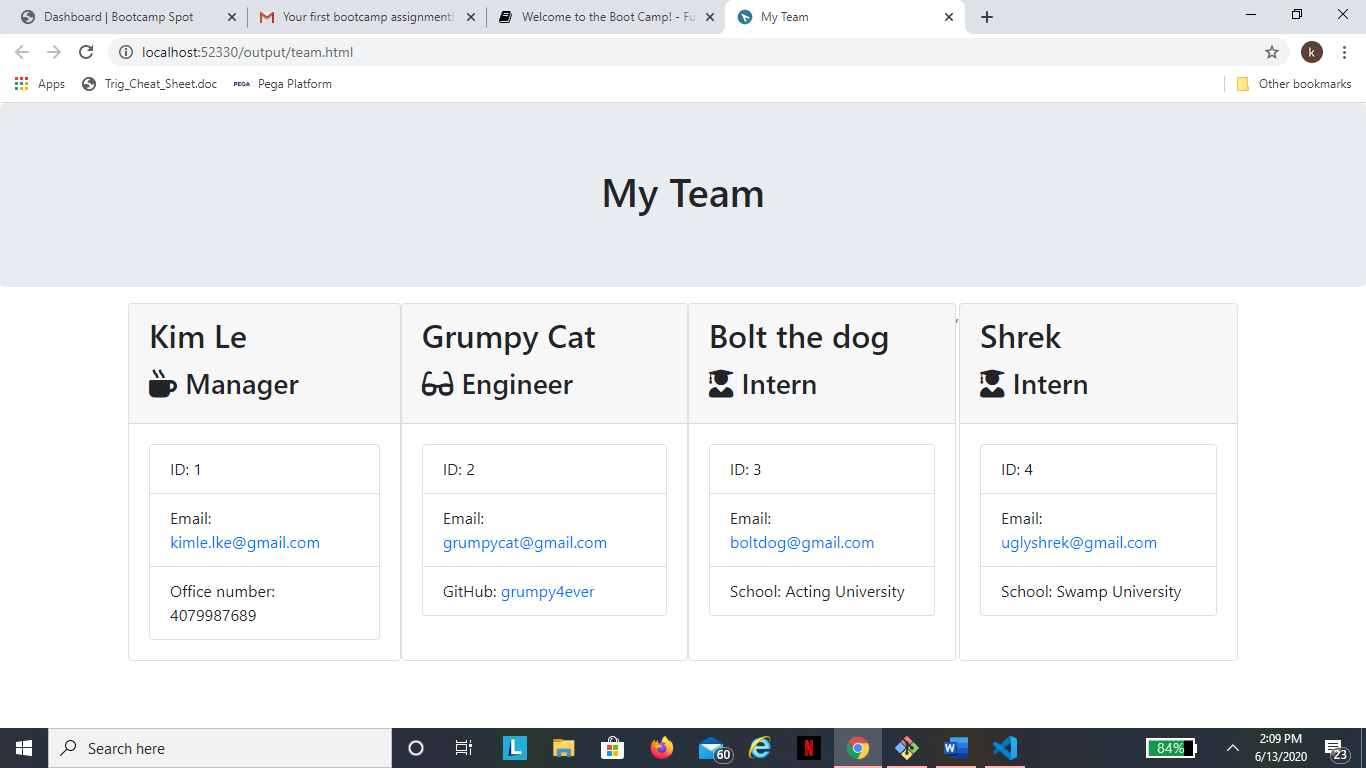 Dashboard | Bootcamp Spot
Your first bootcamp assignment!
Welcome to the Boot Camp! - Fu
My Team
localhost:52330/output/team.html
k
Apps
Trig_Cheat_Sheet.doc
PEGA Pega Platform
Other bookmarks
My Team
Kim Le
Manager
ID: 1
Email:
kimle.lke@gmail.com
Office number:
4079987689
Grumpy Cat
Engineer
ID: 2
Email:
grumpycat@gmail.com
GitHub: grumpy4ever
Bolt the dog
Intern
ID: 3
Email:
boltdog@gmail.com
School: Acting University
,
Shrek
Intern
ID: 4
Email:
uglyshrek@gmail.com
School: Swamp University
Search here
L
60
N
W
84%
2:09 PM
6/13/2020
23